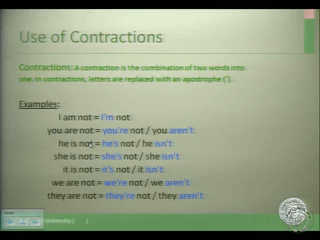 Use of Contractions
Contractions: A contraction is the combination of two words into
one. In contractions, letters are replaced with an apostrophe (').
Examples:
I am not = I'm not
you are not = you're not / you aren't
he is not = he's not / he isn't
she is not = she's not / she isn't
it is not = it's not / it isn't
we are not = we're not / we aren't
they are not = they're not / they aren't
University ( )